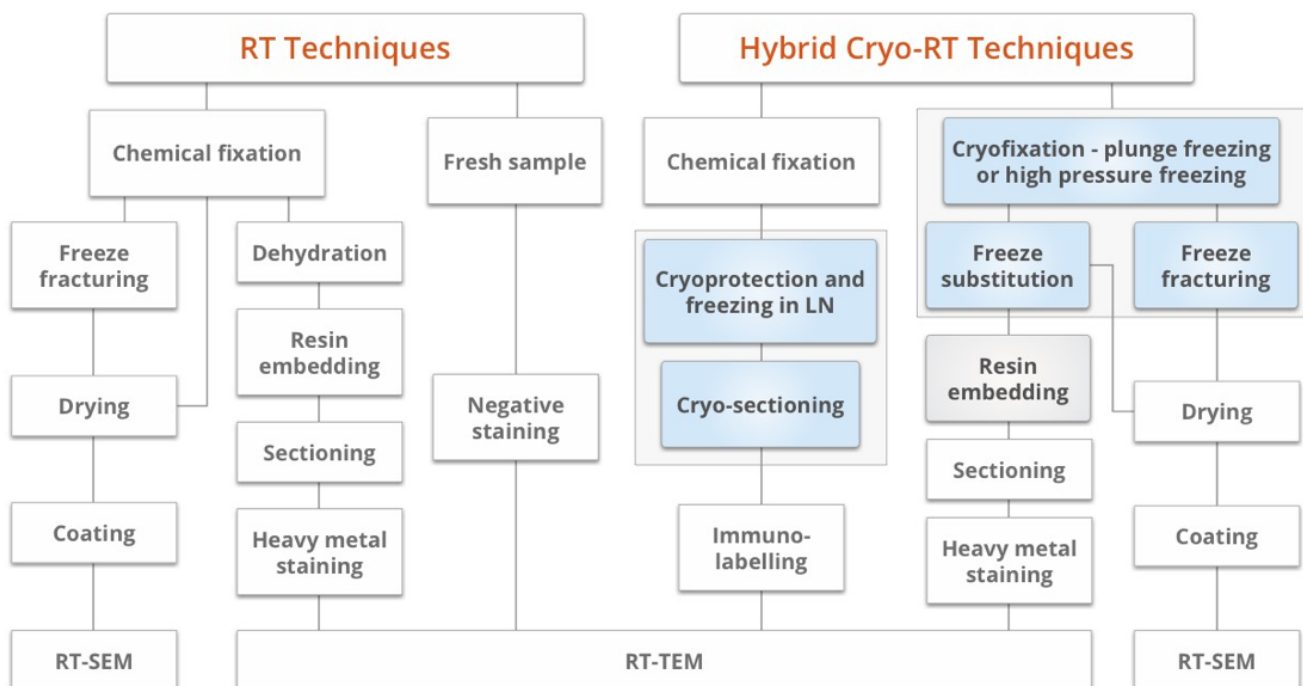 RT Techniques
Hybrid Cryo-RT Techniques
Chemical fixation
Fresh sample
Freeze
fracturing
Dehydration
Drying
Resin
embedding
Negative
staining
Sectioning
Coating
Heavy metal
staining
Chemical fixation
Cryoprotection and
freezing in LN
Cryo-sectioning
Immuno-
labelling
Cryofixation - plunge freezing
or high pressure freezing
Freeze
substitution
Freeze
fracturing
Resin
embedding
Drying
Sectioning
Coating
Heavy metal
staining
RT-SEM
RT-TEM
RT-SEM